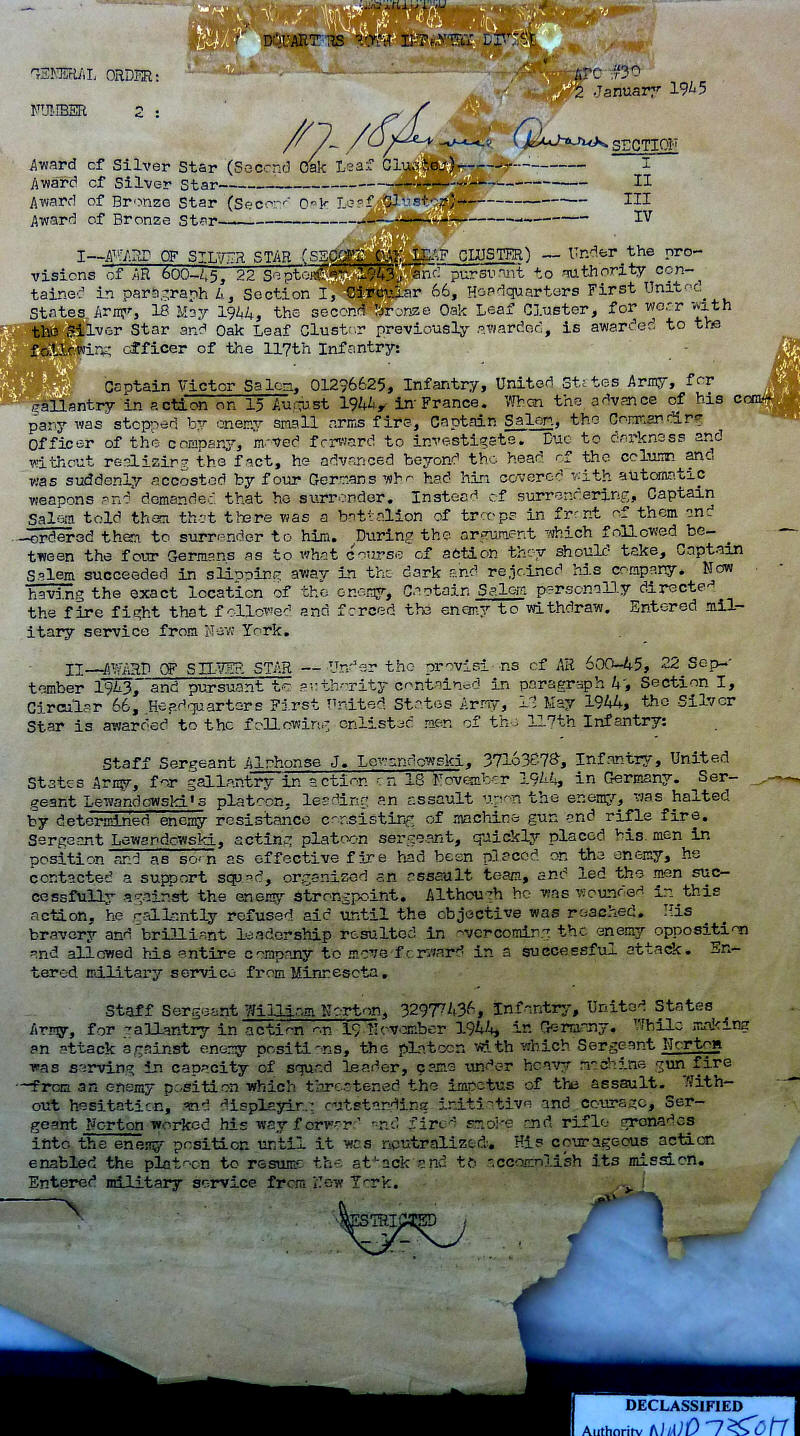 RESTRICTED
DQUARTERS 30TH INFANTRY DIVIS
GENERAL ORDER:
APO #30
2 January 1945
NUMBER 2 :
117-18 Service Awards
SECTION
Award of Silver Star (Second Oak Leaf Cluster)--------------- I
Award of Silver Star--------------------------------------- II
Award of Bronze Star (Second Oak Leaf Cluster)--------------- III
Award of Bronze Star--------------------------------------- IV
I--AWARD OF SILVER STAR (SECOND OAK LEAF CLUSTER) -- Under the pro-
visions of AR 600-45, 22 September 1943, and pursuant to authority con-
tained in paragraph 4, Section I, Circular 66, Headquarters First United
States Army, 18 May 1944, the second Bronze Oak Leaf Cluster, for wear with
the Silver Star and Oak Leaf Cluster previously awarded, is awarded to the
following officer of the 117th Infantry:
Captain Victor Salem, 01296625, Infantry, United States Army, for
gallantry in action on 15 August 1944, in France. When the advance of his com-
pany was stopped by enemy small arms fire, Captain Salem, the Commanding
Officer of the company, moved forward to investigate. Due to darkness and
without realizing the fact, he advanced beyond the head of the column and
was suddenly accosted by four Germans who had him covered with automatic
weapons and demanded that he surrender. Instead of surrendering, Captain
Salem told them that there was a battalion of troops in front of them and
ordered them to surrender to him. During the argument which followed be-
tween the four Germans as to what course of action they should take, Captain
Salem succeeded in slipping away in the dark and rejoined his company. Now
having the exact location of the enemy, Captain Salem personally directed
the fire fight that followed and forced the enemy to withdraw. Entered mil-
itary service from New York.
II--AWARD OF SILVER STAR -- Under the provisions of AR 600-45, 22 Sep-
tember 1943, and pursuant to authority contained in paragraph 4, Section I,
Circular 66, Headquarters First United States Army, 18 May 1944, the Silver
Star is awarded to the following enlisted men of the 117th Infantry:
Staff Sergeant Alphonse J. Lewandowski, 37163878, Infantry, United
States Army, for gallantry in action on 18 November 1944, in Germany. Ser-
geant Lewandowski's platoon, leading an assault upon the enemy, was halted
by determined enemy resistance consisting of machine gun and rifle fire.
Sergeant Lewandowski, acting platoon sergeant, quickly placed his men in
position and as soon as effective fire had been placed on the enemy, he
contacted a support squad, organized an assault team, and led the men suc-
cessfully against the enemy strongpoint. Although he was wounded in this
action, he gallantly refused aid until the objective was reached. His
bravery and brilliant leadership resulted in overcoming the enemy opposition
and allowed his entire company to move forward in a successful attack. En-
tered military service from Minnesota.
Staff Sergeant William Norton, 32977436, Infantry, United States
Army, for gallantry in action on 19 November 1944, in Germany. While making
an attack against enemy positions, the platoon with which Sergeant Norton
was serving in capacity of squad leader, came under heavy machine gun fire
from an enemy position which threatened the impetus of the assault. With-
out hesitation, and displaying outstanding initiative and courage, Ser-
geant Norton worked his way forward and fired smoke and rifle grenades
into the enemy position until it was neutralized. His courageous action
enabled the platoon to resume the attack and to accomplish its mission.
Entered military service from New York.
RESTRICTED
- 1 -
DECLASSIFIED
Authority NND 735017